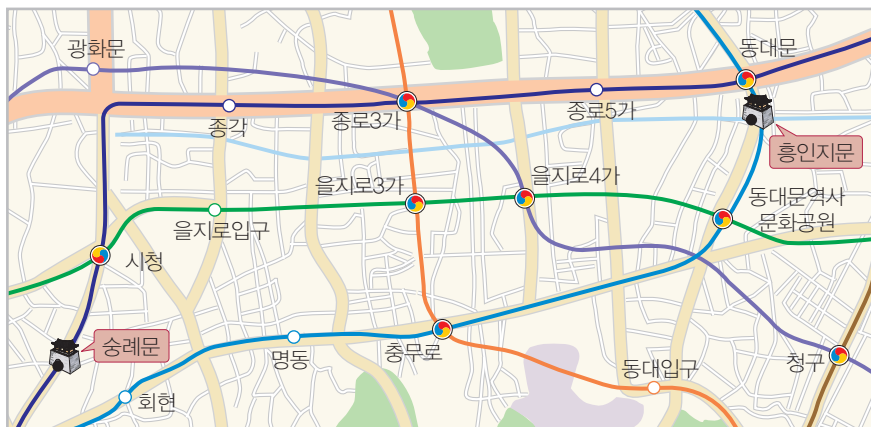 광화문
동대문
종각
종로3가
종로5가
흥인지문
을지로3가
을지로4가
을지로입구
동대문역사
문화공원
시청
숭례문
명동
충무로
동대입구
청구
회현